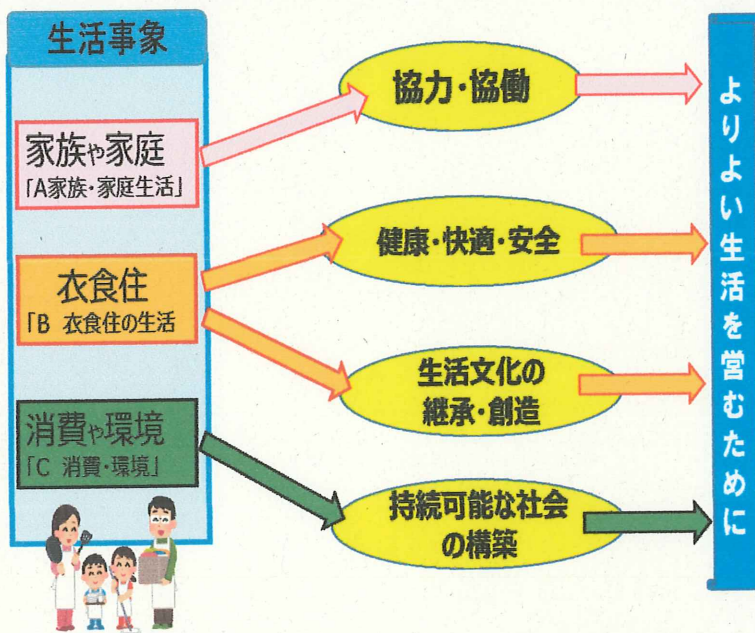 生活事象
家族や家庭
「A家族・家庭生活」
衣食住
「B 衣食住の生活
消費や環境
「C 消費・環境」
協力・協働
健康・快適・安全
生活文化の
継承・創造
持続可能な社会
の構築
よりよい生活を営むために